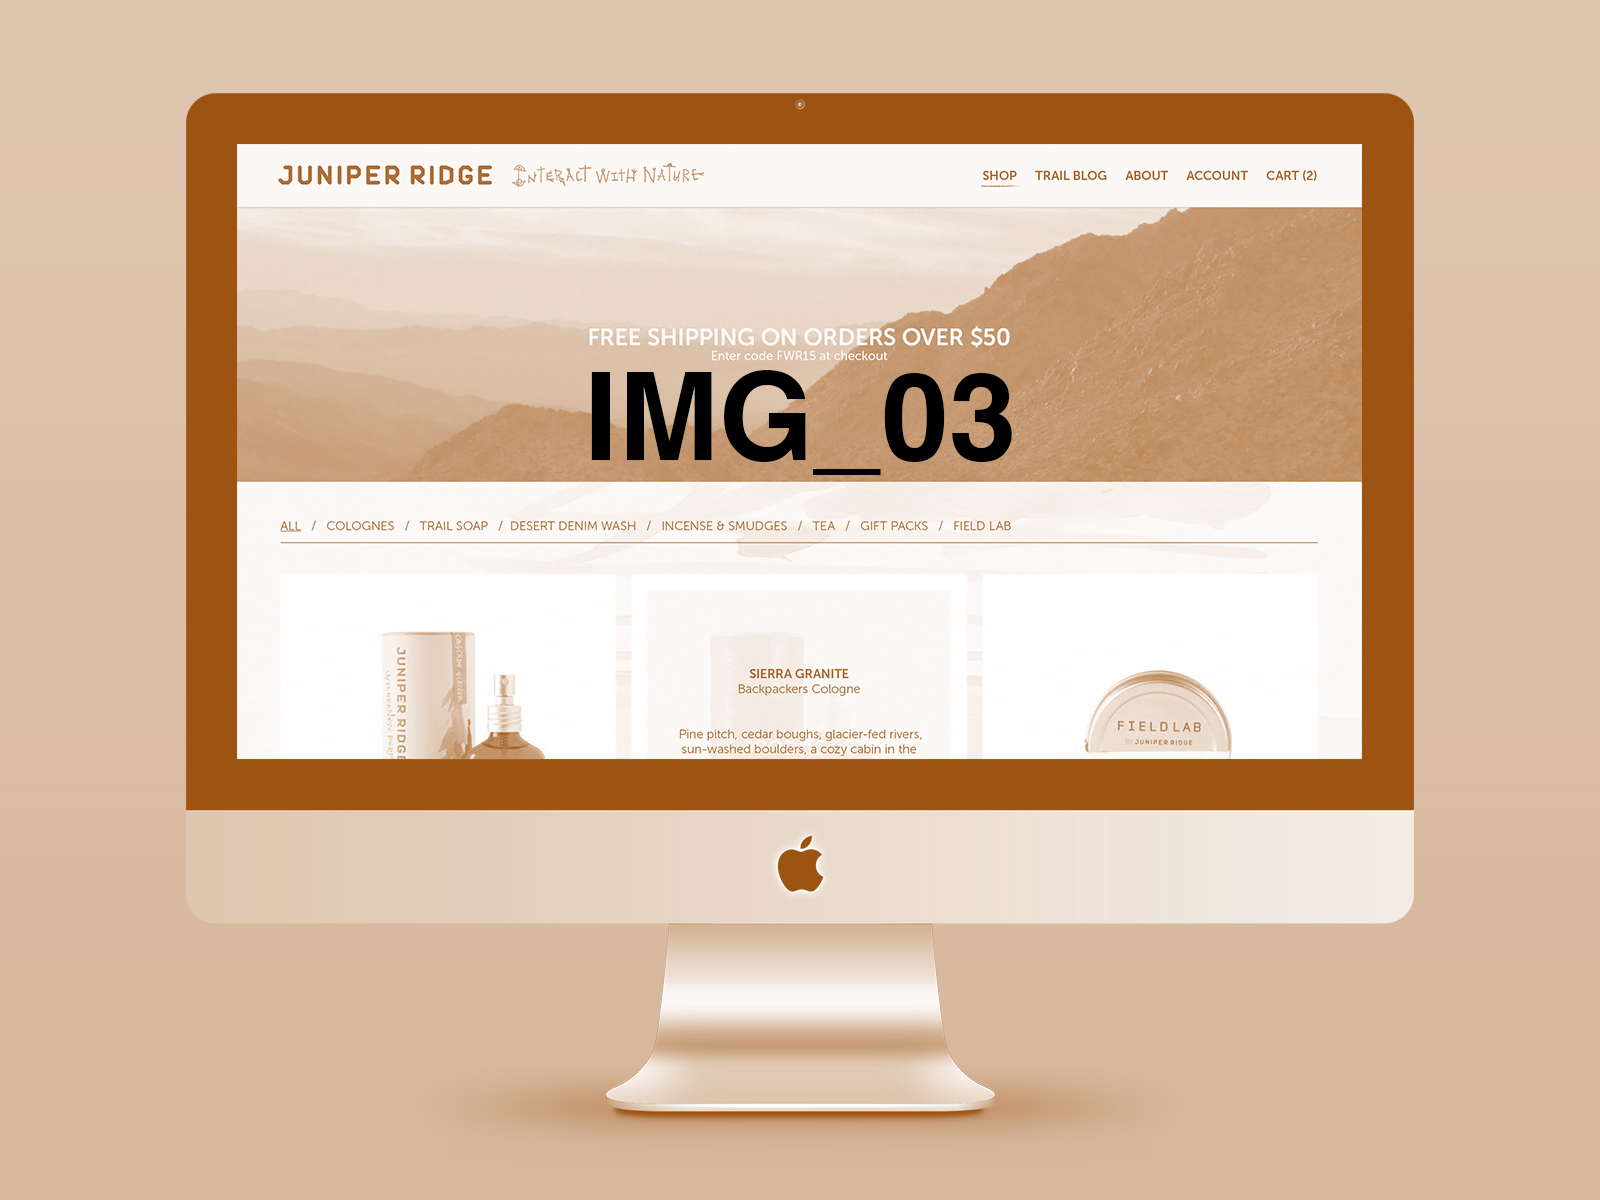 JUNIPER RIDGE Interact with Nature
SHOP TRAIL BLOG ABOUT ACCOUNT CART (2)
FREE SHIPPING ON ORDERS OVER $50
Enter code FWR15 at checkout
IMG_03
ALL / COLOGNES / TRAIL SOAP / DESERT DENIM WASH / INCENSE & SMUDGES / TEA / GIFT PACKS / FIELD LAB
JUNIPER RIDGE
SIERRA GRANITE
Backpackers Cologne
Pine pitch, cedar boughs, glacier-fed rivers,
sun-washed boulders, a cozy cabin in the
FIELD LAB
BY JUNIPER RIDGE